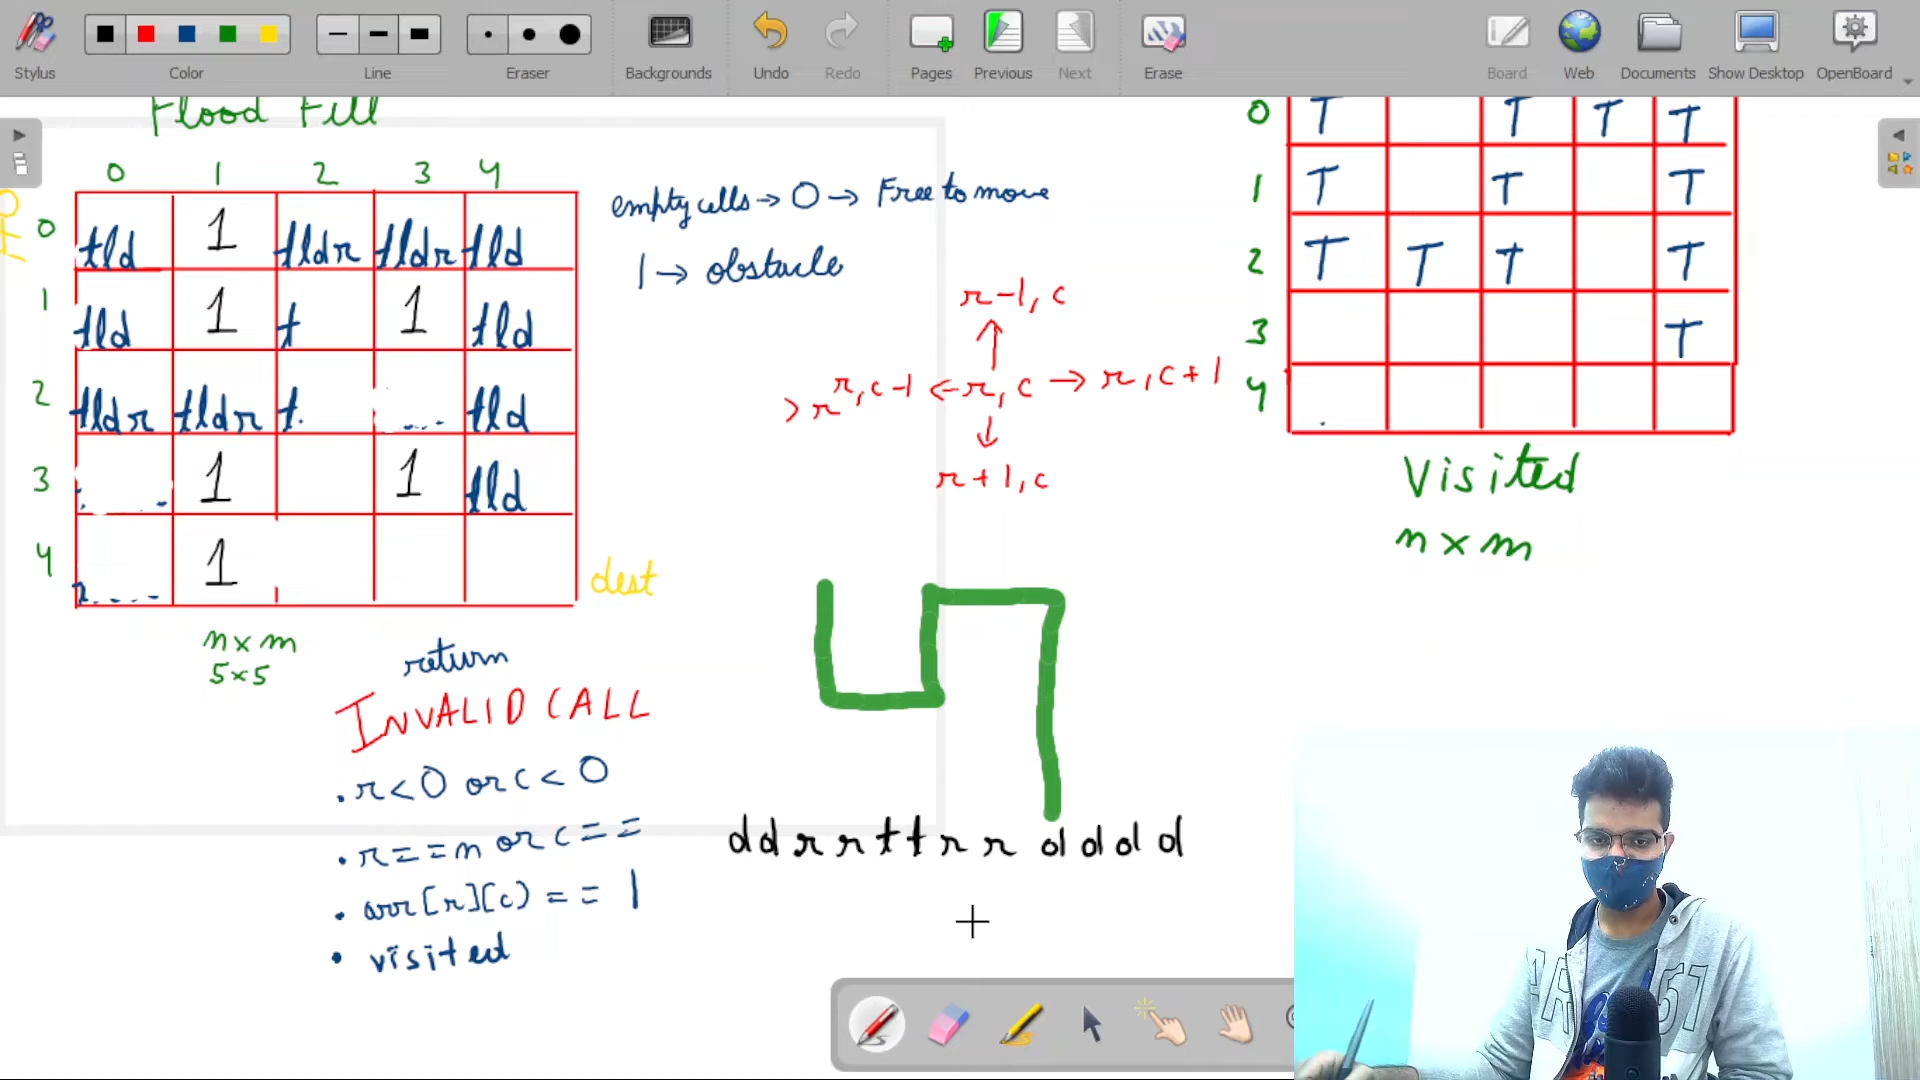 Stylus Color Line Eraser Backgrounds Undo Redo Pages Previous Next Erase Board Web Documents Show Desktop OpenBoard
Flood Fill
0 1 2 3 4
0 tld 1 tldr tldr tld
1 tld 1 t 1 tld
2 tldr tldr t. tld
3 1 1 tld
4 r 1
dest
n x m
5 x 5
empty cells → 0 → Free to move
1 → obstacle
r-1, c
r, c-1 ← r, c → r, c+1
> r
r+1, c
0 T T T T
1 T T T
2 T T T T
3 T
4
Visited
n x m
return
INVALID CALL
. r < 0 or c < 0
. r = = n or c = =
. arr[r][c] = = 1
. visited
d d r r t t r r d d d d